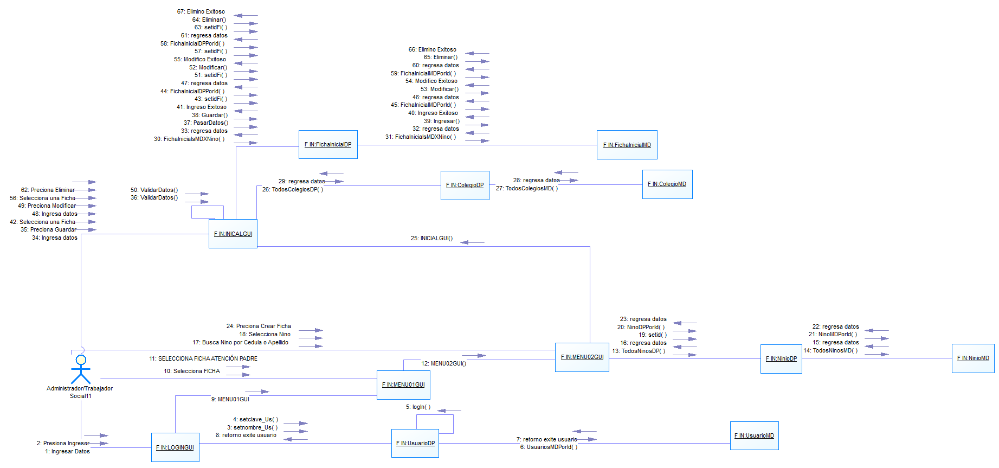 67: Elimino Exitoso
64: Eliminar()
63: setidFi( )
61: regresa datos
58: FichaInicialDPPorId( )
57: setidFi( )
55: Modifico Exitoso
52: Modificar()
51: setidFi( )
47: regresa datos
44: FichaInicialDPPorId( )
43: setidFi( )
41: Ingreso Exitoso
38: Guardar()
37: PasarDatos()
33: regresa datos
30: FichaInicialsMDXNino( )
66: Elimino Exitoso
65: Eliminar()
60: regresa datos
59: FichaInicialMDPorId( )
54: Modifico Exitoso
53: Modificar()
46: regresa datos
45: FichaInicialMDPorId( )
40: Ingreso Exitoso
39: Ingresar()
32: regresa datos
31: FichaInicialsMDXNino( )
F IN:FichaInicialDP
F IN:FichaInicialMD
29: regresa datos
26: TodosColegiosDP( )
F IN:ColegioDP
28: regresa datos
27: TodosColegiosMD( )
F IN:ColegioMD
62: Preciona Eliminar
56: Selecciona una Ficha
49: Preciona Modificar
48: Ingresa datos
42: Selecciona una Ficha
35: Preciona Guardar
34: Ingresa datos
50: ValidarDatos()
36: ValidarDatos()
F IN:INICALGUI
25: INICIALGUI()
24: Preciona Crear Ficha
18: Selecciona Nino
17: Busca Nino por Cedula o Apellido
23: regresa datos
20: NinoDPPorId( )
19: setid( )
16: regresa datos
13: TodosNinosDP( )
22: regresa datos
21: NinoMDPorId( )
15: regresa datos
14: TodosNinosMD( )
F IN:MENU02GUI
F IN:NinioDP
F IN:NinioMD
11: SELECCIONA FICHA ATENCIÓN PADRE
10: Selecciona FICHA
12: MENU02GUI()
F IN:MENU01GUI
Administrador/Trabajador
Social11
9: MENU01GUI
5: logIn( )
4: setclave_Us( )
3: setnombre_Us( )
8: retorno exite usuario
2: Presiona Ingresar
1: Ingresar Datos
F IN:LOGINGUI
F IN:UsuarioDP
7: retorno exite usuario
6: UsuariosMDPorId( )
F IN:UsuarioMD